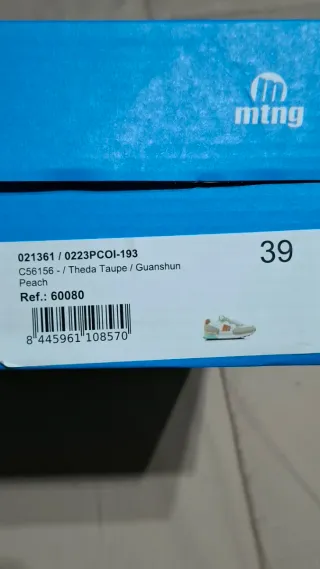 mtng
021361 / 0223PCOI-193
39
C56156 - / Theda Taupe / Guanshun
Peach
Ref.: 60080
8 445961 108570